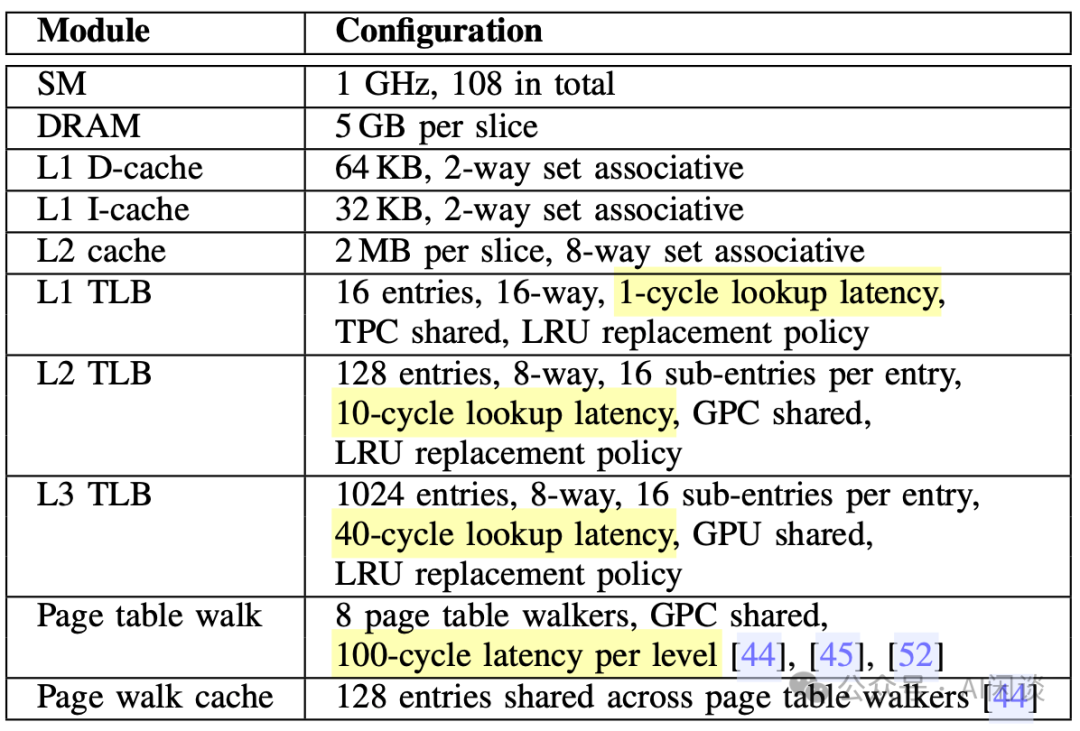 Module Configuration
SM 1 GHz, 108 in total
DRAM 5 GB per slice
L1 D-cache 64 KB, 2-way set associative
L1 I-cache 32 KB, 2-way set associative
L2 cache 2 MB per slice, 8-way set associative
L1 TLB 16 entries, 16-way, 1-cycle lookup latency,
TPC shared, LRU replacement policy
L2 TLB 128 entries, 8-way, 16 sub-entries per entry,
10-cycle lookup latency, GPC shared,
LRU replacement policy
L3 TLB 1024 entries, 8-way, 16 sub-entries per entry,
40-cycle lookup latency, GPU shared,
LRU replacement policy
Page table walk 8 page table walkers, GPC shared,
100-cycle latency per level [44], [45], [52]
Page walk cache 128 entries shared across page table walkers [44]
公众号 · AI闲谈